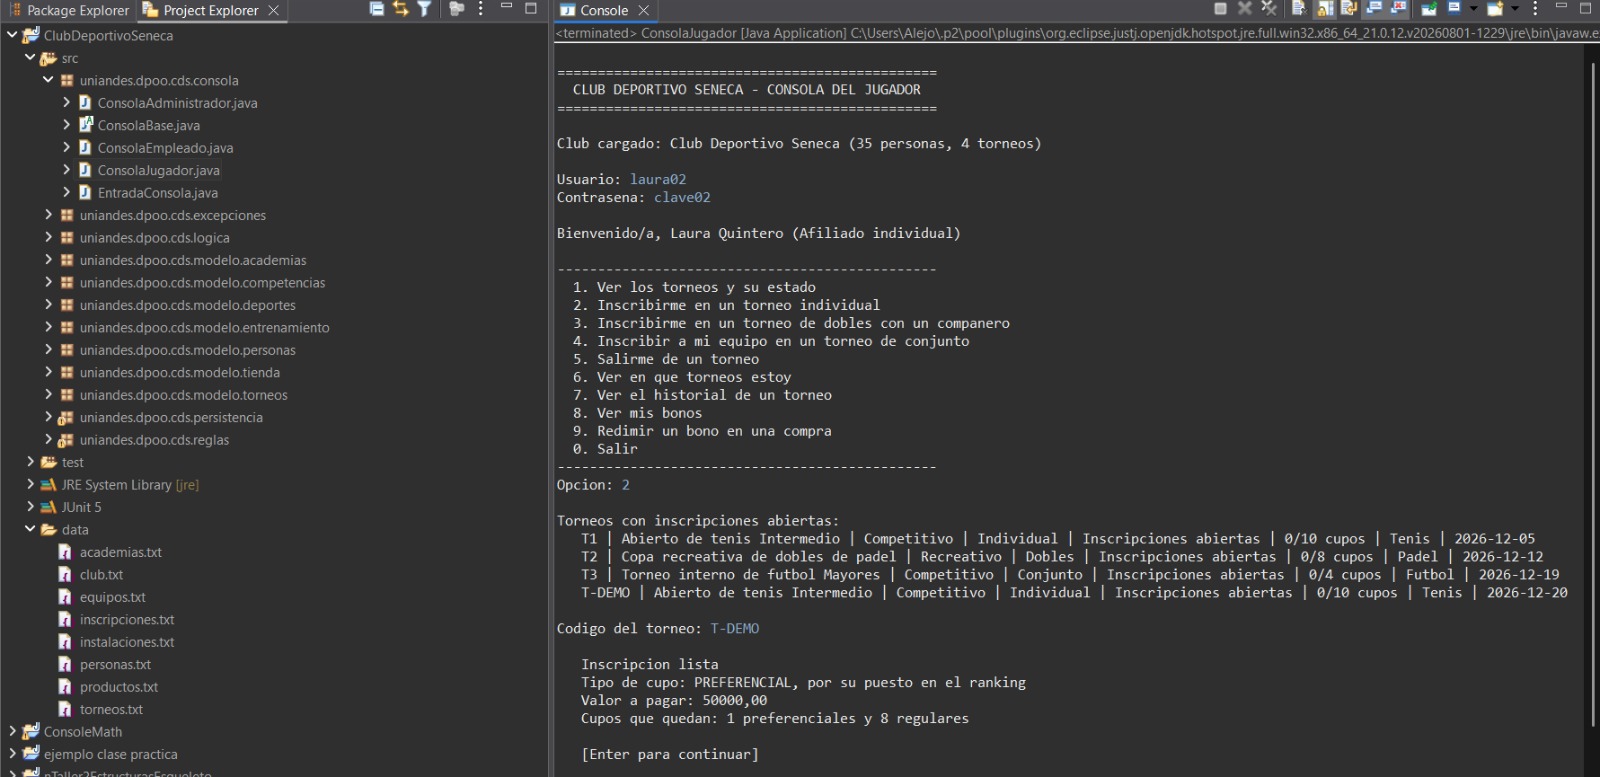 Package Explorer
Project Explorer
ClubDeportivoSeneca
src
uniandes.dpoo.cds.consola
ConsolaAdministrador.java
ConsolaBase.java
ConsolaEmpleado.java
ConsolaJugador.java
EntradaConsola.java
uniandes.dpoo.cds.excepciones
uniandes.dpoo.cds.logica
uniandes.dpoo.cds.modelo.academias
uniandes.dpoo.cds.modelo.competencias
uniandes.dpoo.cds.modelo.deportes
uniandes.dpoo.cds.modelo.entrenamiento
uniandes.dpoo.cds.modelo.personas
uniandes.dpoo.cds.modelo.tienda
uniandes.dpoo.cds.modelo.torneos
uniandes.dpoo.cds.persistencia
uniandes.dpoo.cds.reglas
test
JRE System Library [jre]
JUnit 5
data
academias.txt
club.txt
equipos.txt
inscripciones.txt
instalaciones.txt
personas.txt
productos.txt
torneos.txt
ConsoleMath
ejemplo clase practica
Console
<terminated> ConsolaJugador [Java Application] C:\Users\Alejo\.p2\pool\plugins\org.eclipse.justj.openjdk.hotspot.jre.full.win32.x86_64_21.0.12.v20260801-1229\jre\bin\javaw.e
===============================================
CLUB DEPORTIVO SENECA - CONSOLA DEL JUGADOR
===============================================
Club cargado: Club Deportivo Seneca (35 personas, 4 torneos)
Usuario: laura02
Contrasena: clave02
Bienvenido/a, Laura Quintero (Afiliado individual)
-----------------------------------------------
1. Ver los torneos y su estado
2. Inscribirme en un torneo individual
3. Inscribirme en un torneo de dobles con un companero
4. Inscribir a mi equipo en un torneo de conjunto
5. Salirme de un torneo
6. Ver en que torneos estoy
7. Ver el historial de un torneo
8. Ver mis bonos
9. Redimir un bono en una compra
0. Salir
-----------------------------------------------
Opcion: 2
Torneos con inscripciones abiertas:
T1 | Abierto de tenis Intermedio | Competitivo | Individual | Inscripciones abiertas | 0/10 cupos | Tenis | 2026-12-05
T2 | Copa recreativa de dobles de padel | Recreativo | Dobles | Inscripciones abiertas | 0/8 cupos | Padel | 2026-12-12
T3 | Torneo interno de futbol Mayores | Competitivo | Conjunto | Inscripciones abiertas | 0/4 cupos | Futbol | 2026-12-19
T-DEMO | Abierto de tenis Intermedio | Competitivo | Individual | Inscripciones abiertas | 0/10 cupos | Tenis | 2026-12-20
Codigo del torneo: T-DEMO
Inscripcion lista
Tipo de cupo: PREFERENCIAL, por su puesto en el ranking
Valor a pagar: 50000,00
Cupos que quedan: 1 preferenciales y 8 regulares
[Enter para continuar]